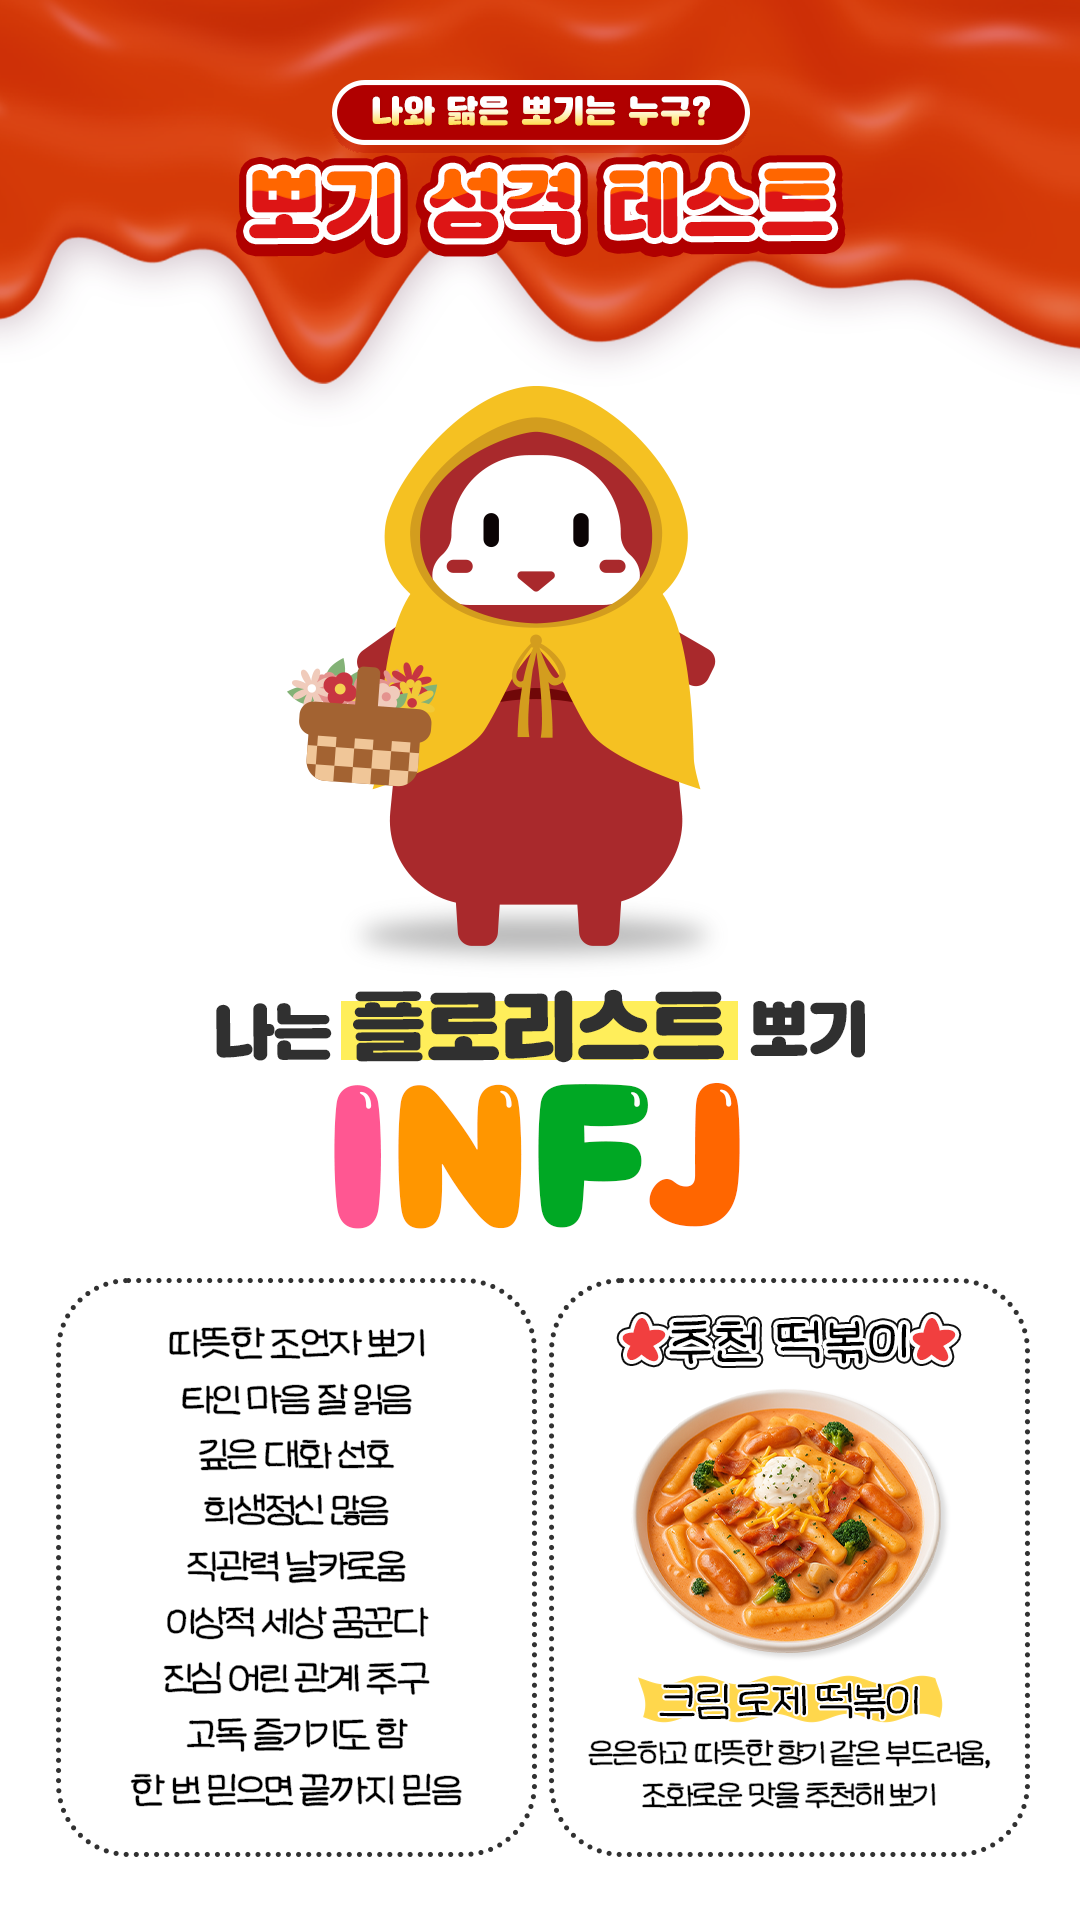 나와 닮은 뽀기는 누구?
뽀기 성격 테스트
나는 플로리스트 뽀기
INFJ
따뜻한 조언자 뽀기
타인 마음 잘 읽음
깊은 대화 선호
희생정신 많음
직관력 날카로움
이상적 세상 꿈꾼다
진심 어린 관계 추구
고독 즐기기도 함
한 번 믿으면 끝까지 믿음
추천 떡볶이
크림 로제 떡볶이
은은하고 따뜻한 향기 같은 부드러움,
조화로운 맛을 추천해 뽀기